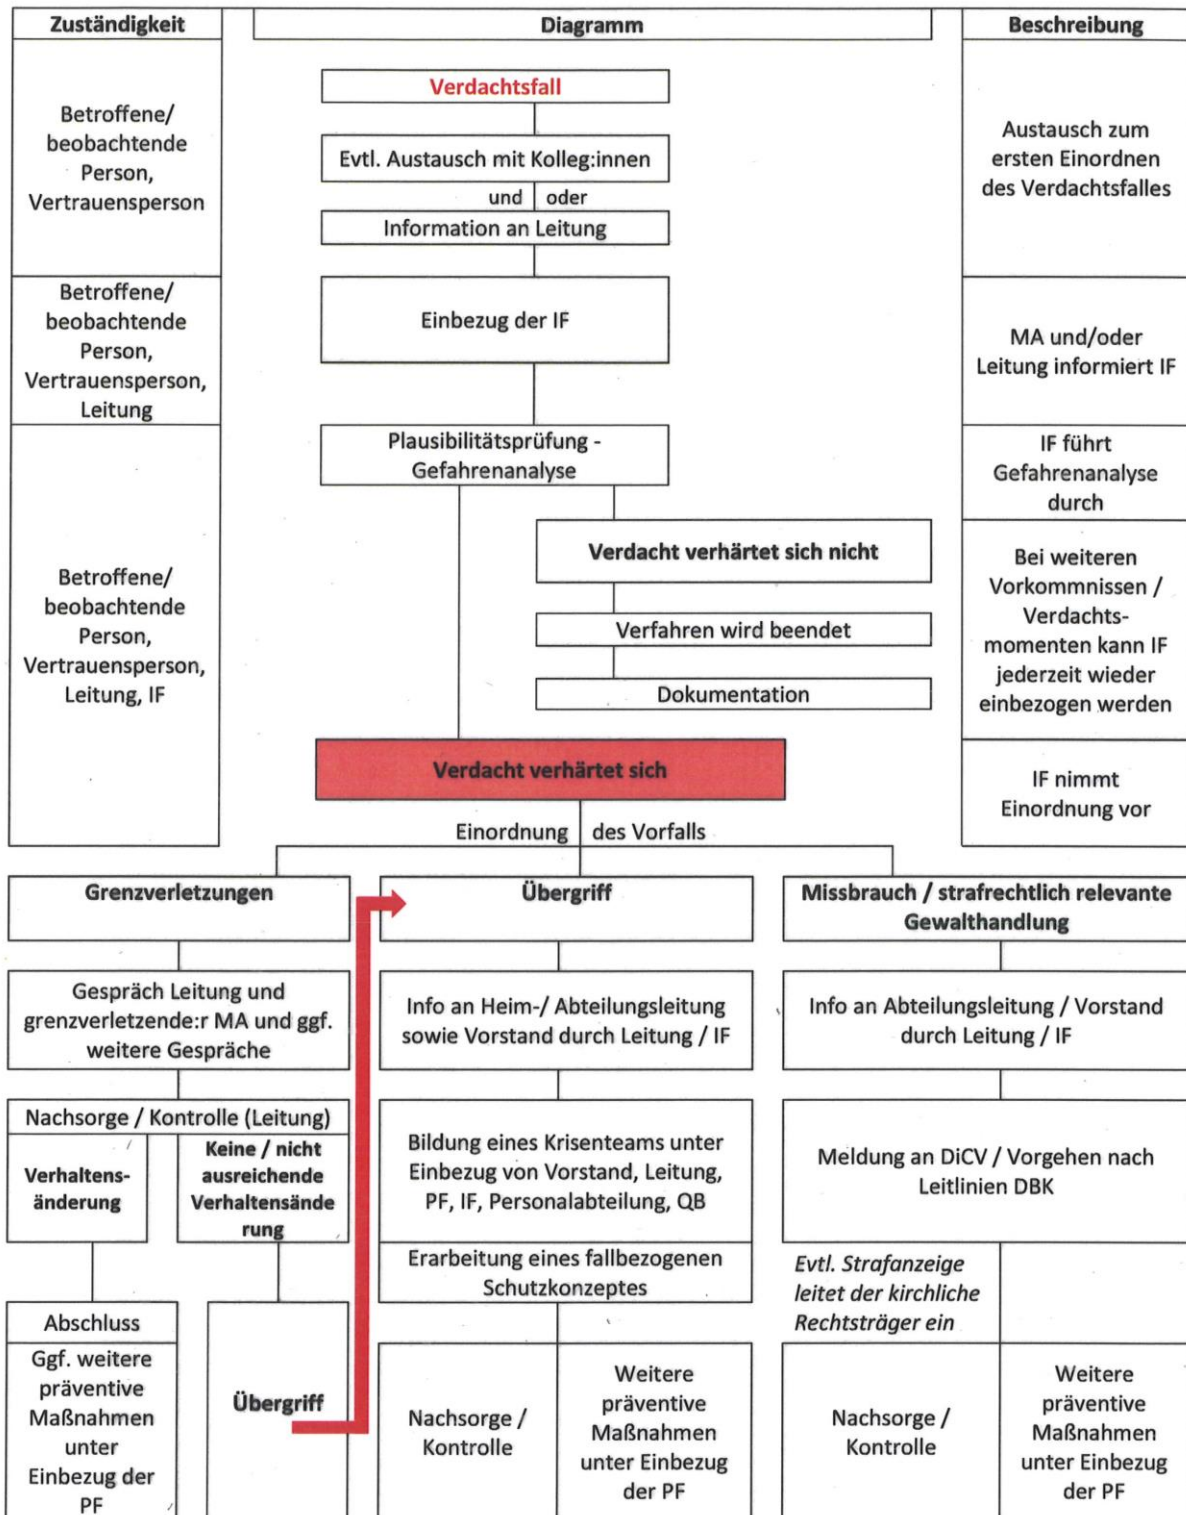 Zuständigkeit
Diagramm
Beschreibung
Betroffene/
beobachtende
Person,
Vertrauensperson
Verdachtsfall
Evtl. Austausch mit Kolleg:innen
und oder
Information an Leitung
Austausch zum
ersten Einordnen
des Verdachtsfalles
Betroffene/
beobachtende
Person,
Vertrauensperson,
Leitung
Einbezug der IF
MA und/oder
Leitung informiert IF
Betroffene/
beobachtende
Person,
Vertrauensperson,
Leitung, IF
Plausibilitätsprüfung -
Gefahrenanalyse
IF führt
Gefahrenanalyse
durch
Verdacht verhärtet sich nicht
Verfahren wird beendet
Dokumentation
Bei weiteren
Vorkommnissen /
Verdachts-
momenten kann IF
jederzeit wieder
einbezogen werden
Verdacht verhärtet sich
IF nimmt
Einordnung vor
Einordnung des Vorfalls
Grenzverletzungen
Gespräch Leitung und
grenzverletzende:r MA und ggf.
weitere Gespräche
Nachsorge / Kontrolle (Leitung)
Verhaltens-
änderung
Keine / nicht
ausreichende
Verhaltensände
rung
Abschluss
Ggf. weitere
präventive
Maßnahmen
unter
Einbezug der
PF
Übergriff
Übergriff
Info an Heim-/ Abteilungsleitung
sowie Vorstand durch Leitung / IF
Bildung eines Krisenteams unter
Einbezug von Vorstand, Leitung,
PF, IF, Personalabteilung, QB
Erarbeitung eines fallbezogenen
Schutzkonzeptes
Nachsorge /
Kontrolle
Weitere
präventive
Maßnahmen
unter Einbezug
der PF
Missbrauch / strafrechtlich relevante
Gewalthandlung
Info an Abteilungsleitung / Vorstand
durch Leitung / IF
Meldung an DiCV / Vorgehen nach
Leitlinien DBK
Evtl. Strafanzeige
leitet der kirchliche
Rechtsträger ein
Nachsorge /
Kontrolle
Weitere
präventive
Maßnahmen
unter Einbezug
der PF